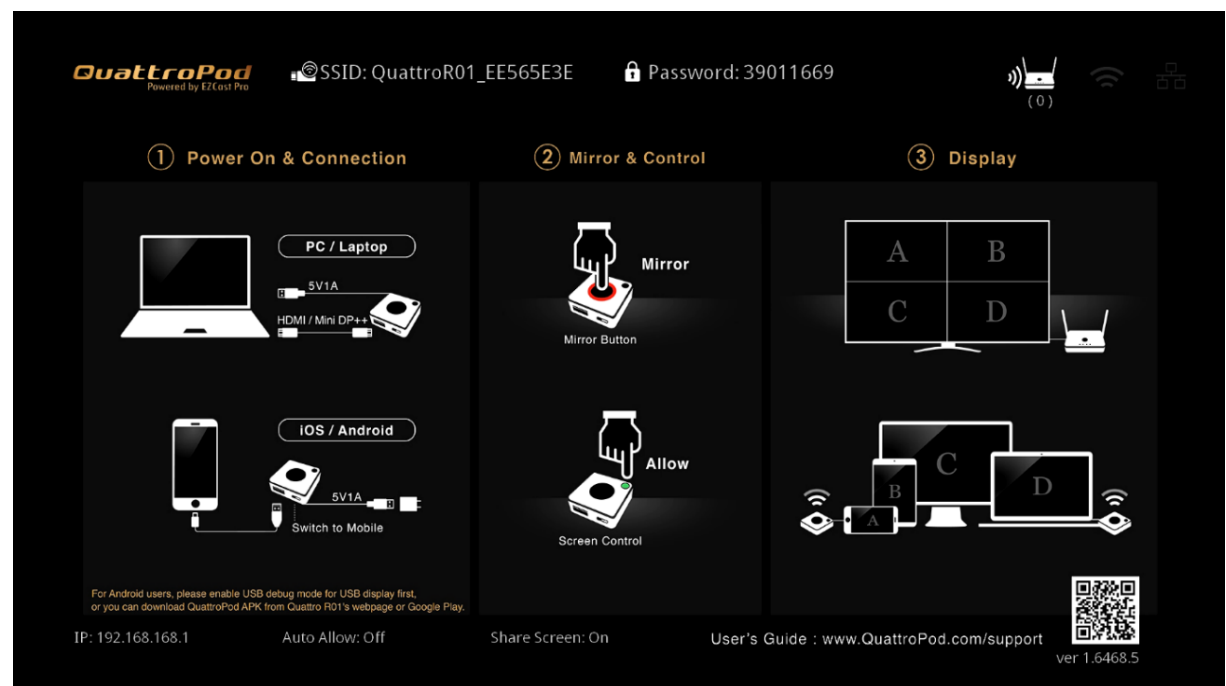 QuattroPod
Powered by EZCast Pro
SSID: QuattroR01_EE565E3E
Password: 39011669
(0)
1 Power On & Connection
2 Mirror & Control
3 Display
PC / Laptop
5V1A
HDMI / Mini DP++
iOS / Android
5V1A
Switch to Mobile
For Android users, please enable USB debug mode for USB display first,
or you can download QuattroPod APK from Quattro R01's webpage or Google Play.
Mirror
Mirror Button
Allow
Screen Control
A B
C D
C
B
D
A
IP: 192.168.168.1
Auto Allow: Off
Share Screen: On
User's Guide : www.QuattroPod.com/support
ver 1.6468.5